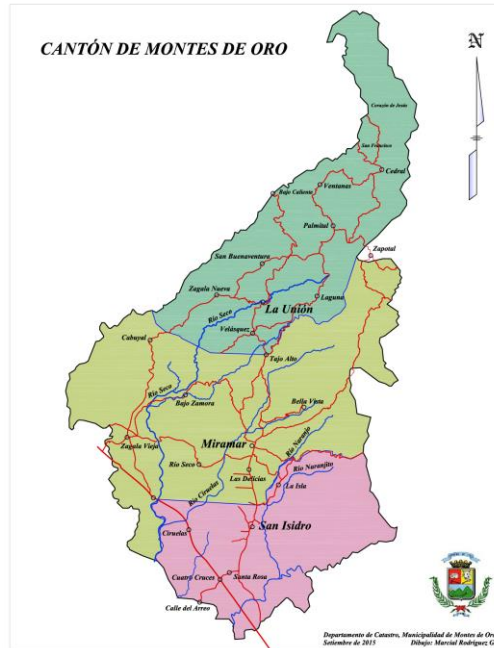 CANTÓN DE MONTES DE ORO
N
Corazón de Jesús
San Francisco
Cedral
Ventanas
Bajo Caliente
Palmital
Zapotal
San Buenaventura
Zagala Nueva
Laguna
Río Seco
La Unión
Velásquez
Cabuyal
Tajo Alto
Río Seco
Bajo Zamora
Bella Vista
Zagala Vieja
Miramar
Río Naranjo
Río Seco
Río Naranjito
Las Delicias
Río Ciruelas
La Isla
San Isidro
Ciruelas
Cuatro Cruces
Santa Rosa
Calle del Arreo
Departamento de Catastro, Municipalidad de Montes de Or
Setiembre de 2015 Dibujo: Marcial Rodríguez G